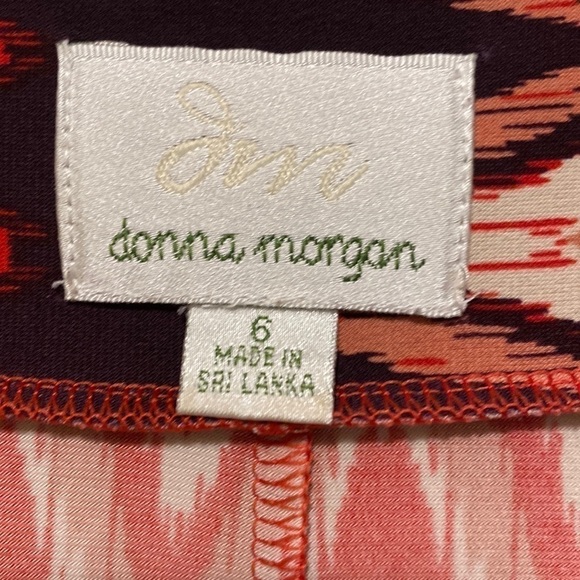 dm
donna morgan
6
MADE IN
SRI LANKA